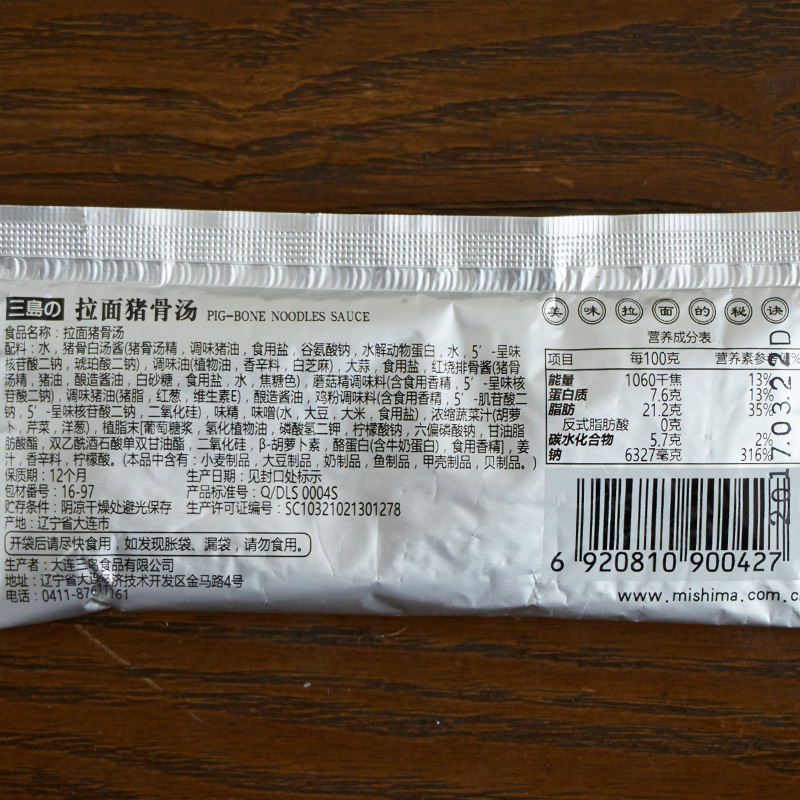 三島の 拉面猪骨汤 PIG-BONE NOODLES SAUCE
食品名称：拉面猪骨汤
配料：水，猪骨白汤酱(猪骨汤精，调味猪油，食用盐，谷氨酸钠，水解动物蛋白，水，5′-呈味
核苷酸二钠，琥珀酸二钠)，调味油(植物油，香辛料，白芝麻)，大蒜，食用盐，红烧排骨酱(猪骨
汤精，猪油，酿造酱油，白砂糖，食用盐，水，焦糖色)，蘑菇精调味料(含食用香精，5′-呈味核
苷酸二钠)，调味猪油(猪脂，红葱，维生素E)，酿造酱油，鸡粉调味料(含食用香精，5′-肌苷酸二
钠，5′-呈味核苷酸二钠，二氧化硅)，味精，味噌(水，大豆，大米，食用盐)，浓缩蔬菜汁(胡萝
卜，芹菜，洋葱)，植脂末[葡萄糖浆，氢化植物油，磷酸氢二钾，柠檬酸钠，六偏磷酸钠，甘油脂
肪酸酯，双乙酰酒石酸单双甘油酯，二氧化硅，β-胡萝卜素，酪蛋白(含牛奶蛋白)，食用香精]，姜
汁，香辛料，柠檬酸。(本品中含有：小麦制品，大豆制品，奶制品，鱼制品，甲壳制品，贝制品。)
保质期：12个月 生产日期：见封口处标示
包材番号：16-97 产品标准号：Q/DLS 0004S
贮存条件：阴凉干燥处避光保存 生产许可证编号：SC10321021301278
产地：辽宁省大连市
开袋后请尽快食用，如发现胀袋、漏袋，请勿食用。
生产者：大连三岛食品有限公司
地址：辽宁省大连经济技术开发区金马路4号
电话：0411-87611161
美味拉面的秘诀
营养成分表
项目 每100克 营养素参考值%
能量 1060千焦 13%
蛋白质 7.6克 13%
脂肪 21.2克 35%
反式脂肪酸 0克
碳水化合物 5.7克 2%
钠 6327毫克 316%
2017.03.22D
6 920810 900427
www.mishima.com.c